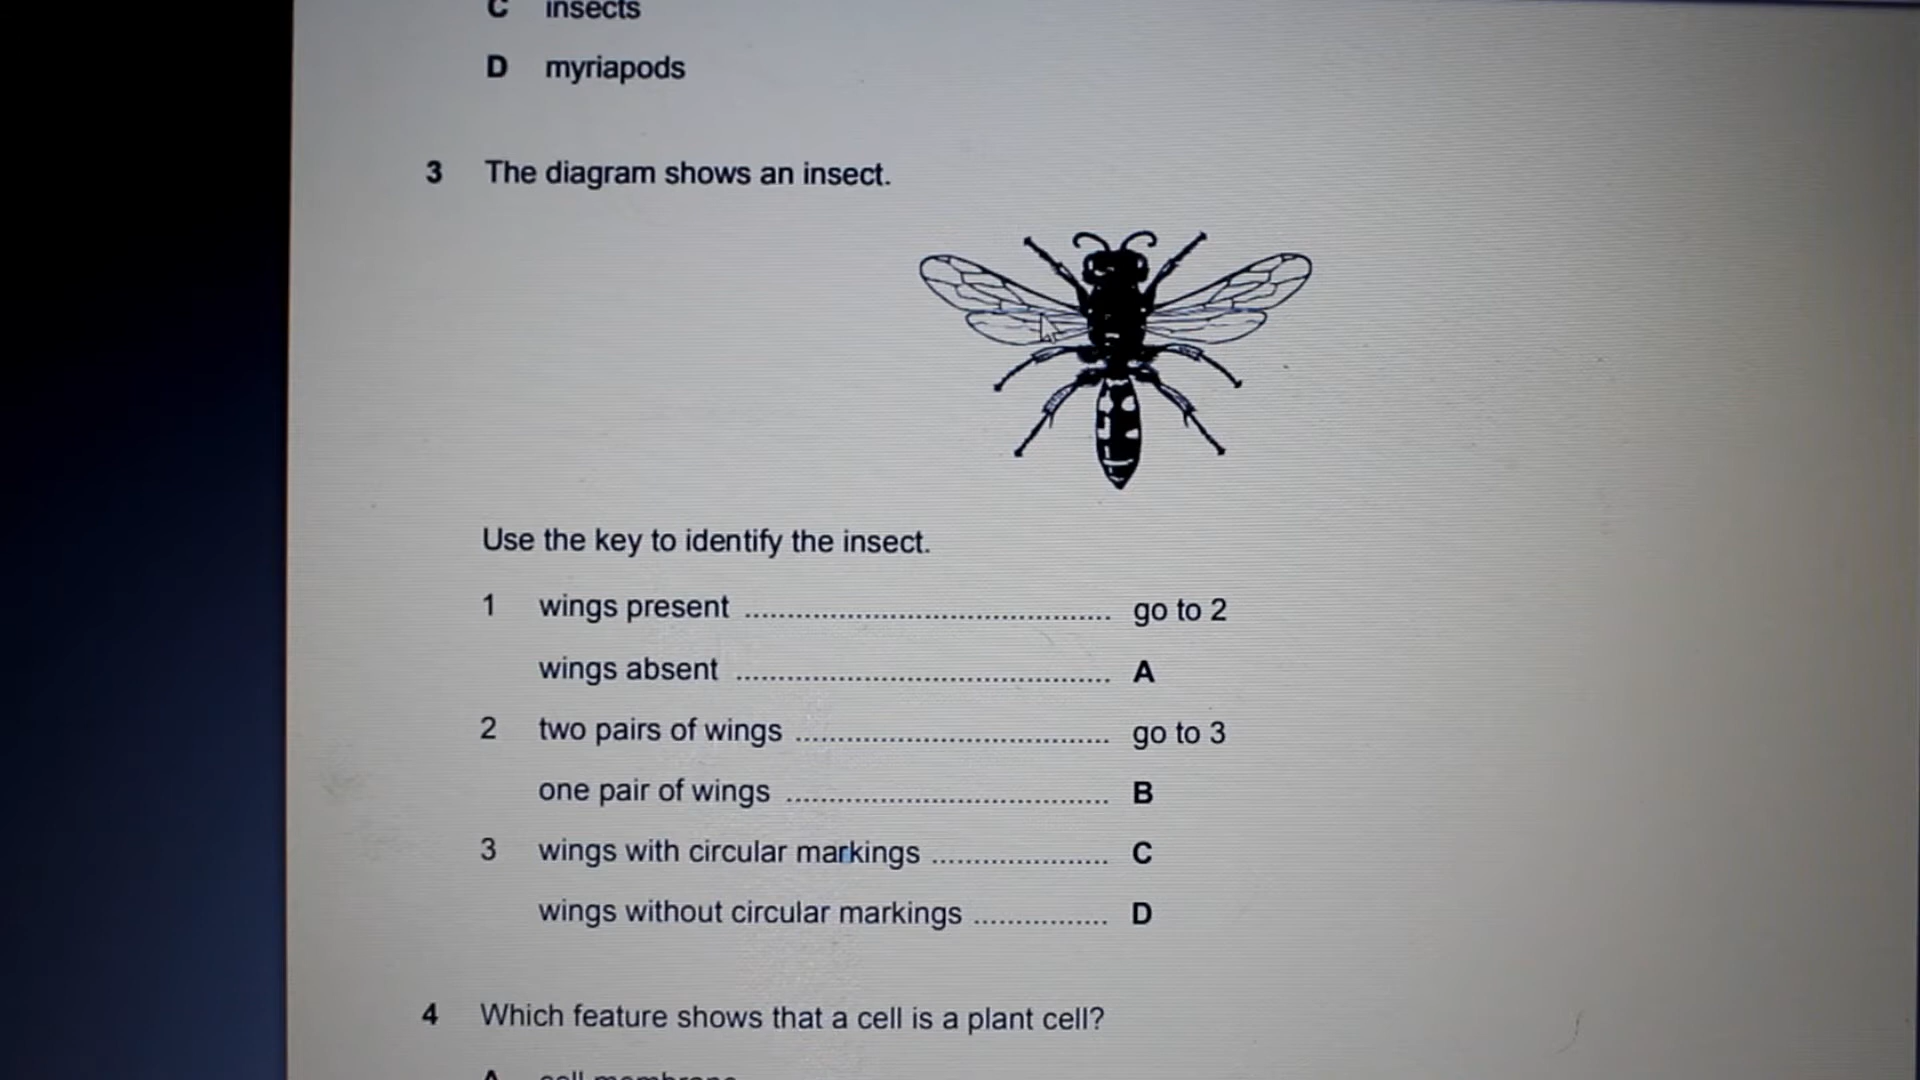 C insects
D myriapods
3 The diagram shows an insect.
Use the key to identify the insect.
1 wings present ........................................... go to 2
wings absent ............................................ A
2 two pairs of wings ..................................... go to 3
one pair of wings ...................................... B
3 wings with circular markings ..................... C
wings without circular markings ................ D
4 Which feature shows that a cell is a plant cell?
A cell membrane